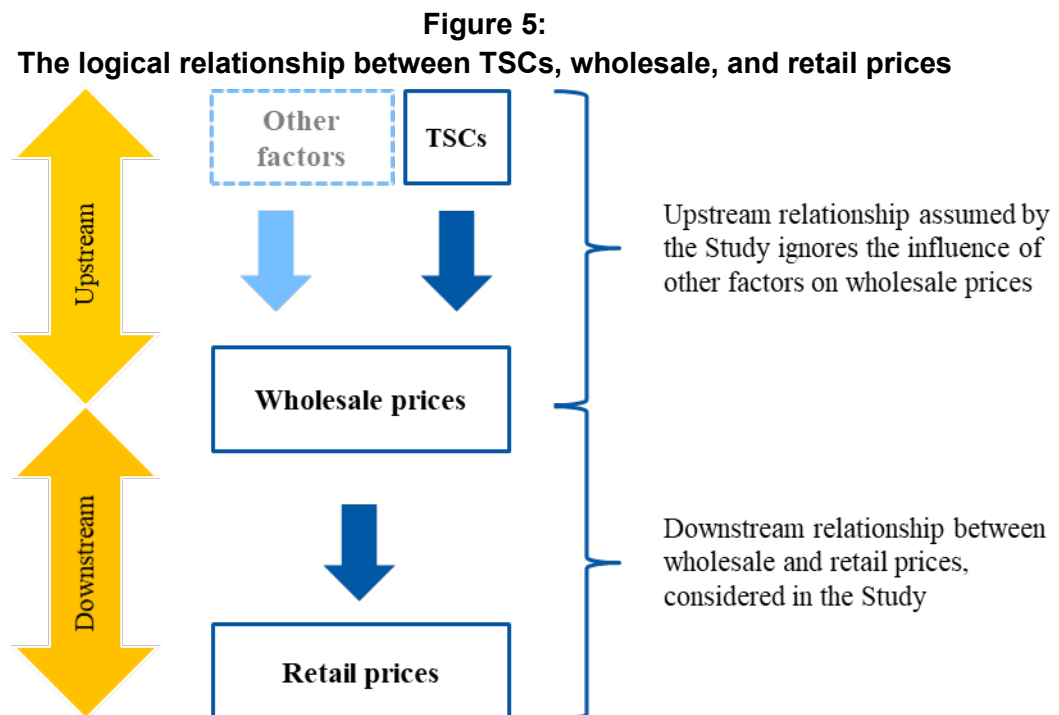 Figure 5:
The logical relationship between TSCs, wholesale, and retail prices
Upstream
Other
factors
TSCs
Upstream relationship assumed by
the Study ignores the influence of
other factors on wholesale prices
Wholesale prices
Downstream
Downstream relationship between
wholesale and retail prices,
considered in the Study
Retail prices